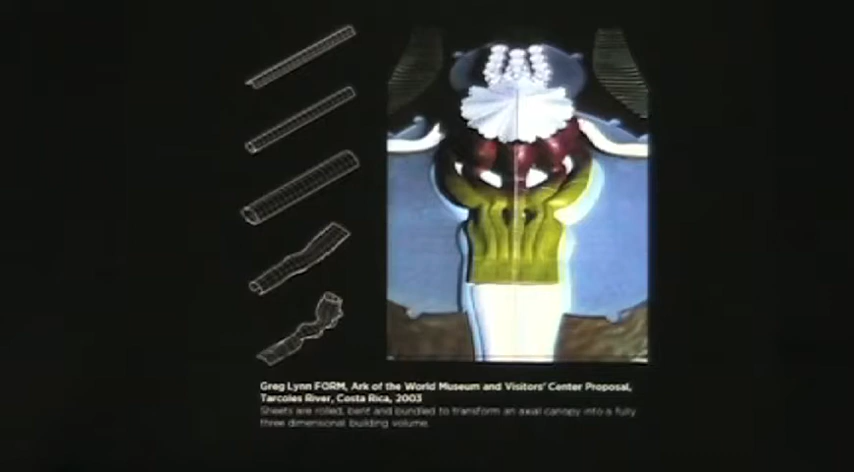 Greg Lynn FORM, Ark of the World Museum and Visitors' Center Proposal,
Tarcoles River, Costa Rica, 2003
Sheets are rolled, bent and bundled to transform an axial canopy into a fully
three dimensional building volume.